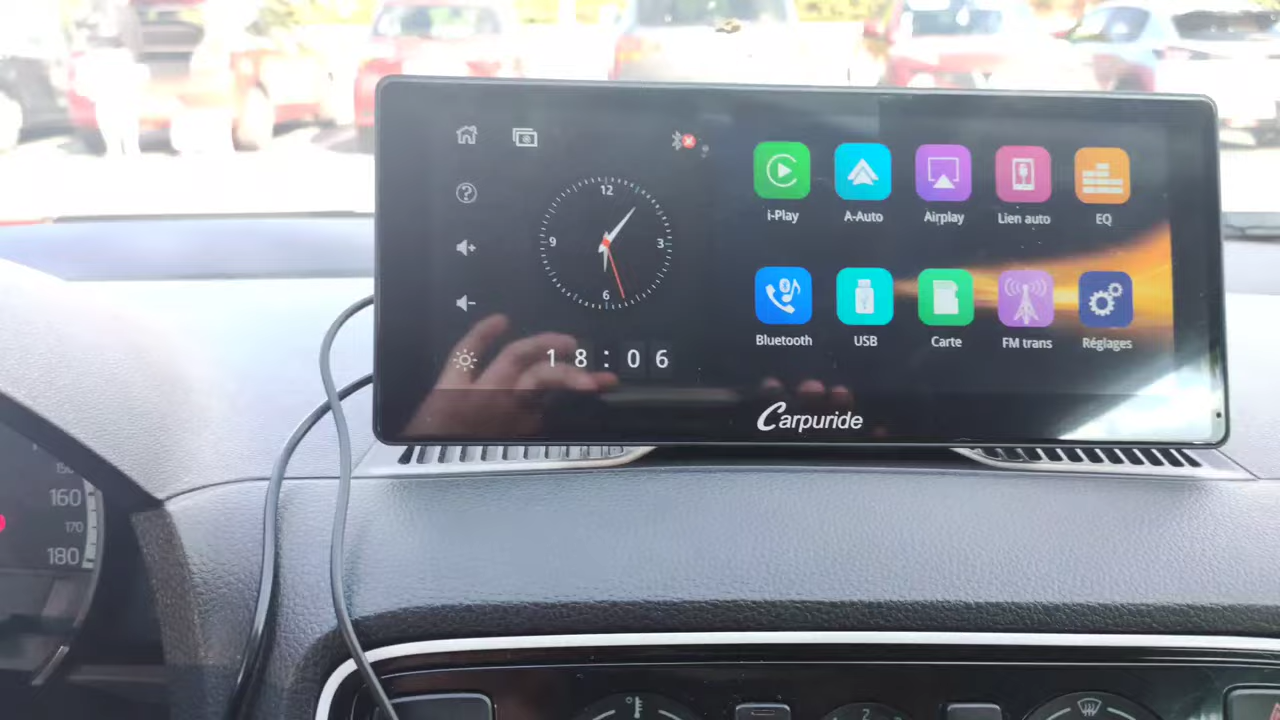 12
9
3
6
18:06
i-Play
A-Auto
Airplay
Lien auto
EQ
Bluetooth
USB
Carte
FM trans
Réglages
Carpuride
160
170
180
2